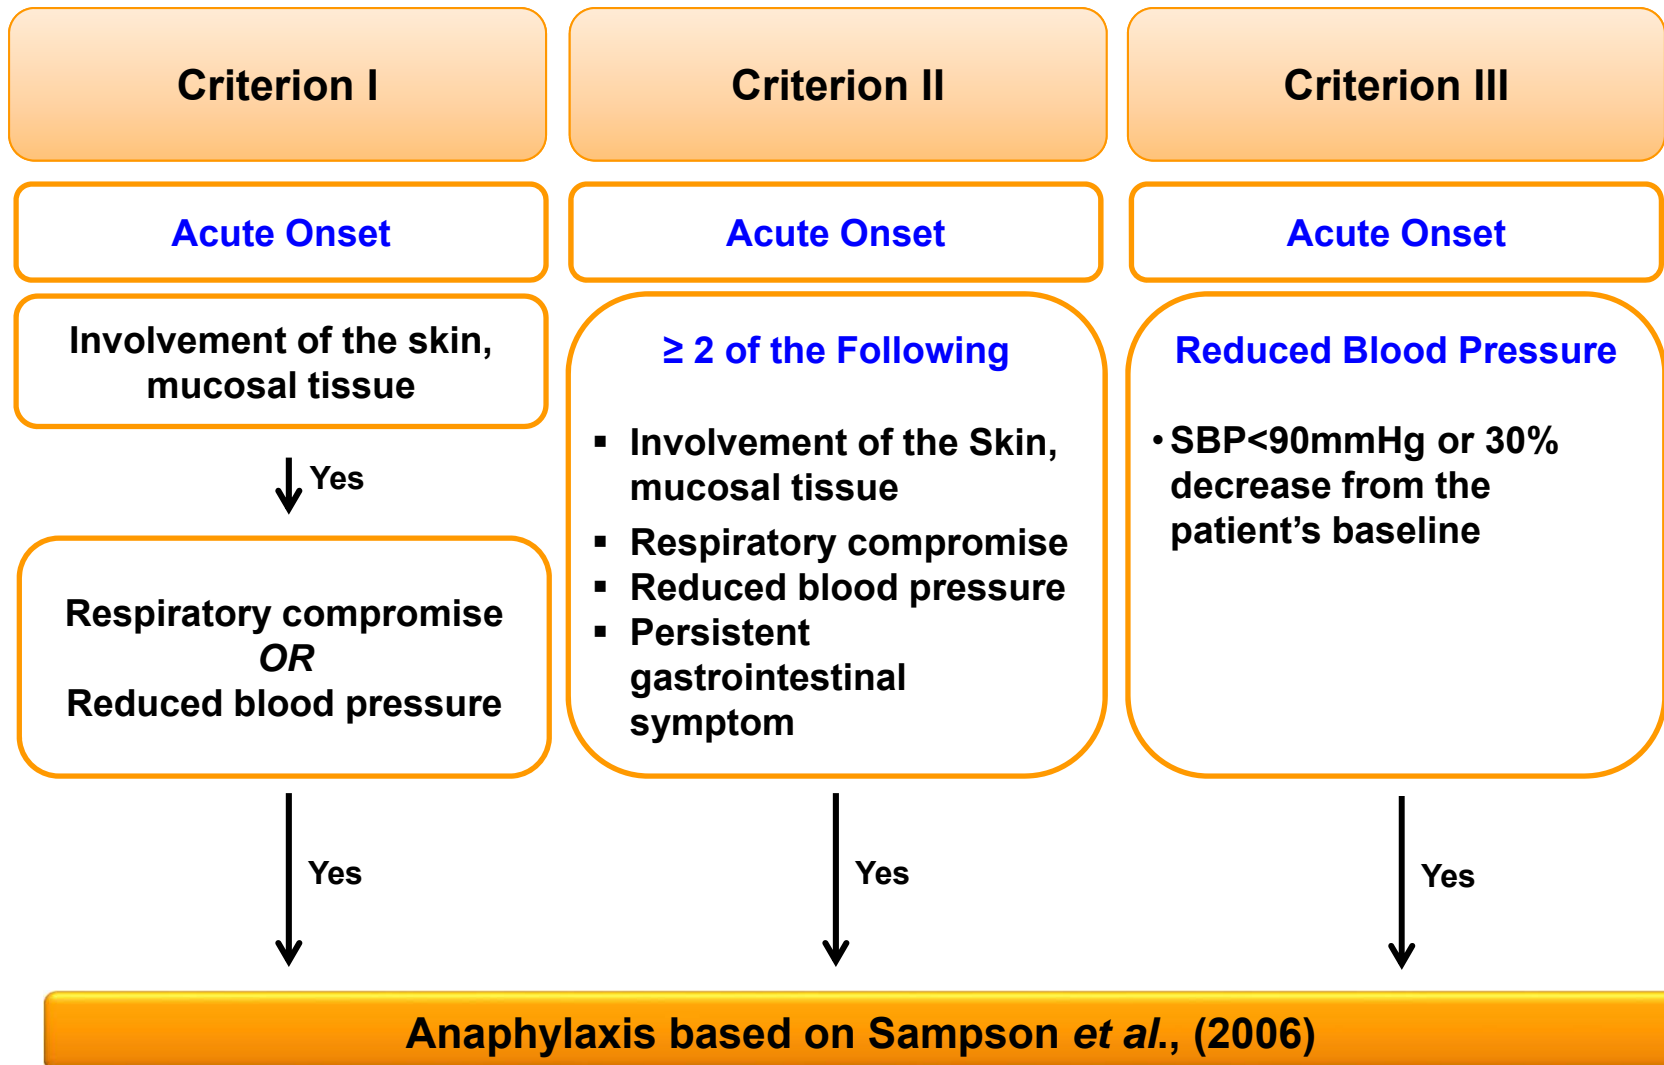 Criterion I
Criterion II
Criterion III
Acute Onset
Acute Onset
Acute Onset
Involvement of the skin,
mucosal tissue
Yes
Respiratory compromise
OR
Reduced blood pressure
Yes
≥ 2 of the Following
▪ Involvement of the Skin,
mucosal tissue
▪ Respiratory compromise
▪ Reduced blood pressure
▪ Persistent
gastrointestinal
symptom
Yes
Reduced Blood Pressure
• SBP<90mmHg or 30%
decrease from the
patient’s baseline
Yes
Anaphylaxis based on Sampson et al., (2006)